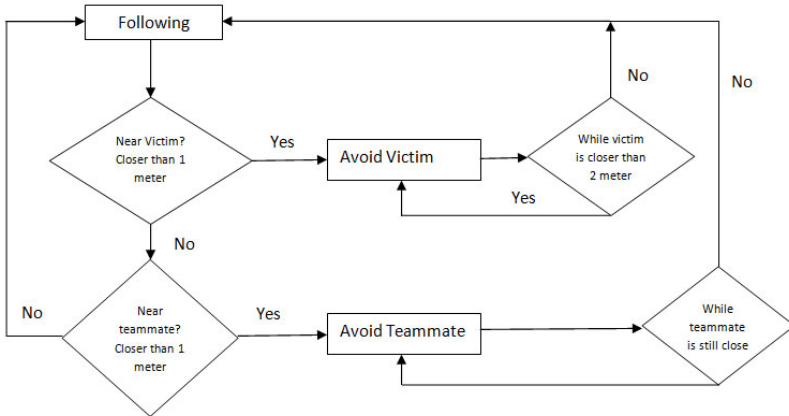 Following
No
No
Near Victim?
Closer than 1
meter
Yes
Avoid Victim
While victim
is closer than
2 meter
Yes
No
No
Near
teammate?
Closer than 1
meter
Yes
Avoid Teammate
While
teammate
is still close